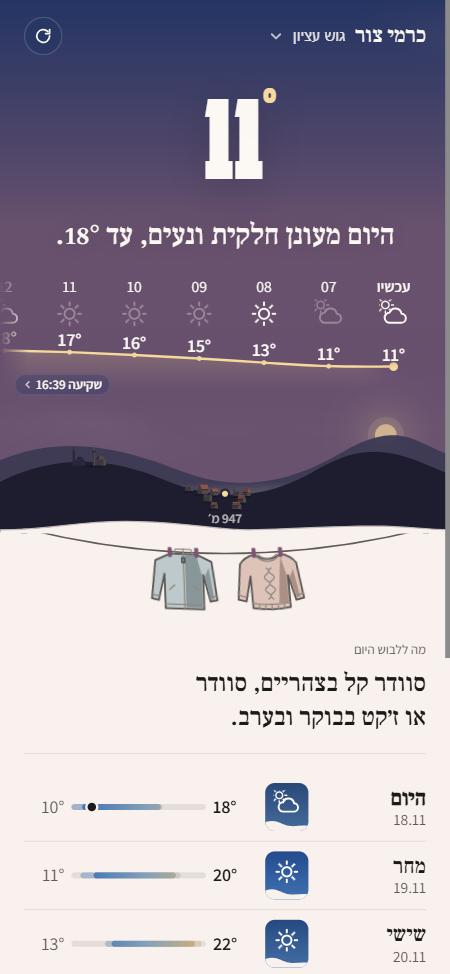 כרמי צור גוש עציון
11°
היום מעונן חלקית ונעים, עד 18°.
עכשיו 07 08 09 10 11
11° 11° 13° 15° 16° 17°
שקיעה 16:39
947 מ׳
מה ללבוש היום
סוודר קל בצהריים, סוודר
או ז׳קט בבוקר ובערב.
היום 18° 10°
18.11
מחר 20° 11°
19.11
שישי 22° 13°
20.11